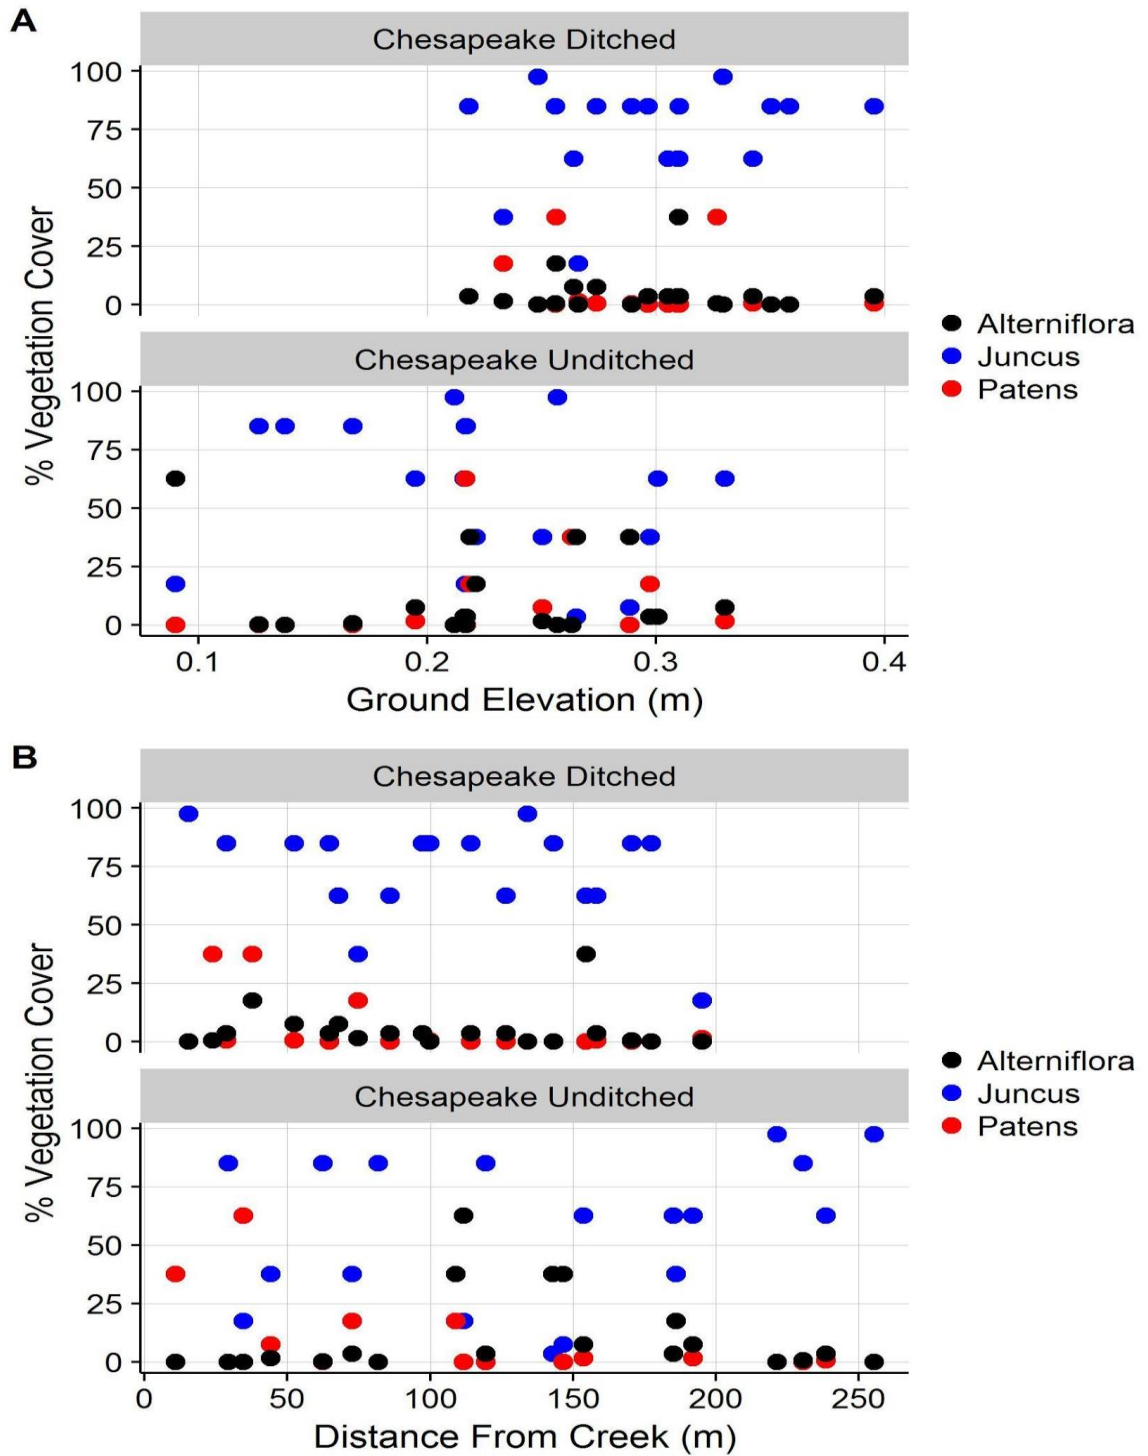 A
Chesapeake Ditched
100
75
50
25
0
Chesapeake Unditched
100
75
50
25
0
0.1 0.2 0.3 0.4
Ground Elevation (m)
% Vegetation Cover
Alterniflora
Juncus
Patens
B
Chesapeake Ditched
100
75
50
25
0
Chesapeake Unditched
100
75
50
25
0
0 50 100 150 200 250
Distance From Creek (m)
% Vegetation Cover
Alterniflora
Juncus
Patens